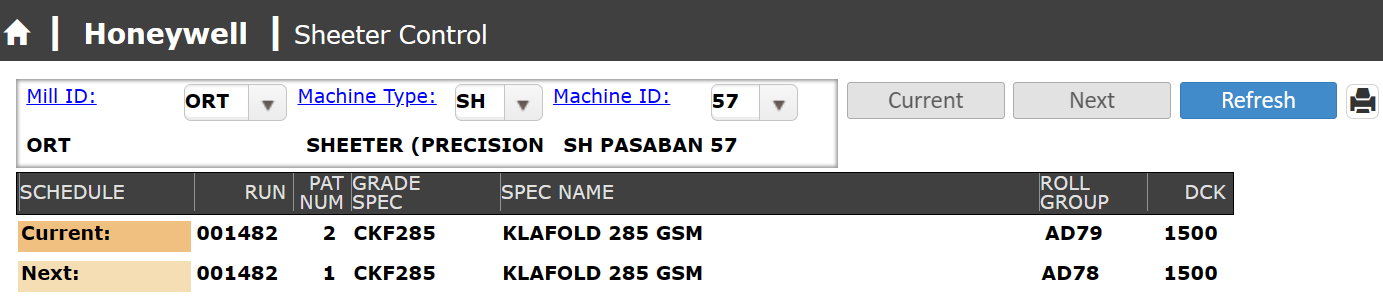 Honeywell Sheeter Control
Mill ID: ORT Machine Type: SH Machine ID: 57 Current Next Refresh
ORT SHEETER (PRECISION SH PASABAN 57
SCHEDULE RUN PAT NUM GRADE SPEC SPEC NAME ROLL GROUP DCK
Current: 001482 2 CKF285 KLAFOLD 285 GSM AD79 1500
Next: 001482 1 CKF285 KLAFOLD 285 GSM AD78 1500